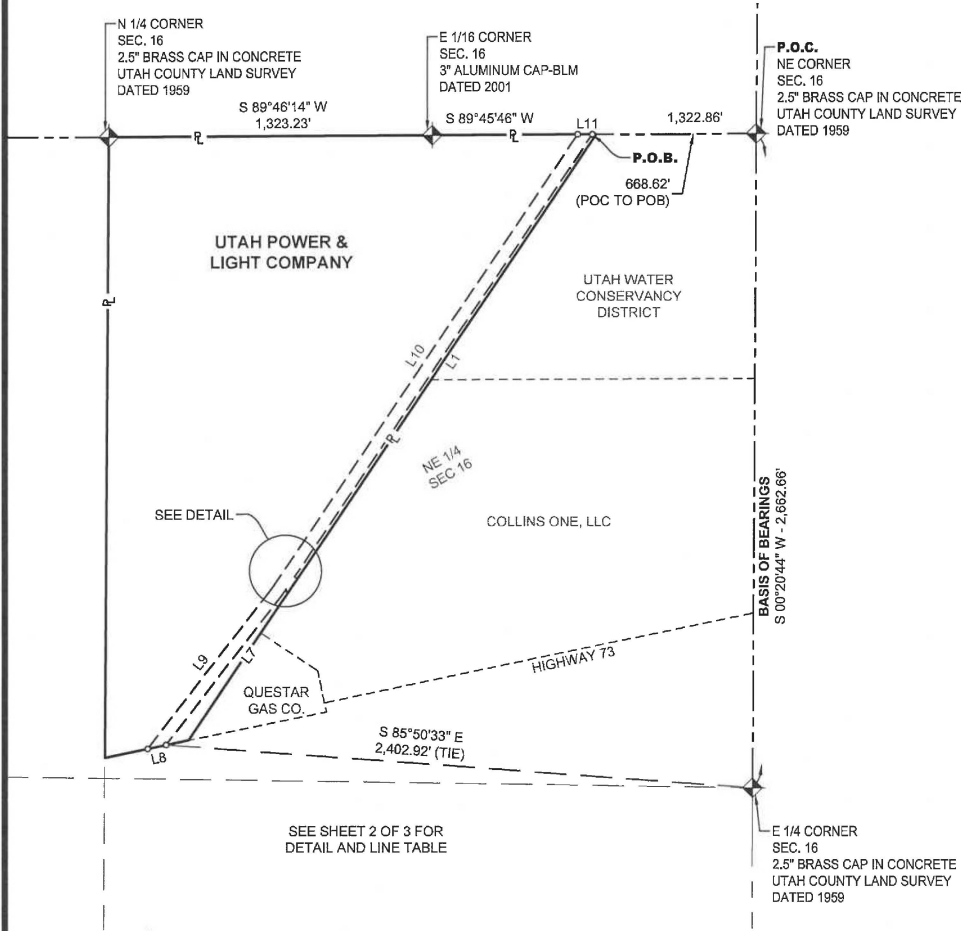 N 1/4 CORNER
SEC. 16
2.5" BRASS CAP IN CONCRETE
UTAH COUNTY LAND SURVEY
DATED 1959
E 1/16 CORNER
SEC. 16
3" ALUMINUM CAP-BLM
DATED 2001
P.O.C.
NE CORNER
SEC. 16
2.5" BRASS CAP IN CONCRETE
UTAH COUNTY LAND SURVEY
DATED 1959
S 89°46'14" W
1,323.23'
S 89°45'46" W
L11
1,322.86'
PL
PL
P.O.B.
668.62'
(POC TO POB)
UTAH POWER &
LIGHT COMPANY
UTAH WATER
CONSERVANCY
DISTRICT
PL
L10
L1
PL
NE 1/4
SEC 16
SEE DETAIL
COLLINS ONE, LLC
BASIS OF BEARINGS
S 00°20'44" W - 2,662.66'
L9
L7
HIGHWAY 73
QUESTAR
GAS CO.
L8
S 85°50'33" E
2,402.92' (TIE)
SEE SHEET 2 OF 3 FOR
DETAIL AND LINE TABLE
E 1/4 CORNER
SEC. 16
2.5" BRASS CAP IN CONCRETE
UTAH COUNTY LAND SURVEY
DATED 1959